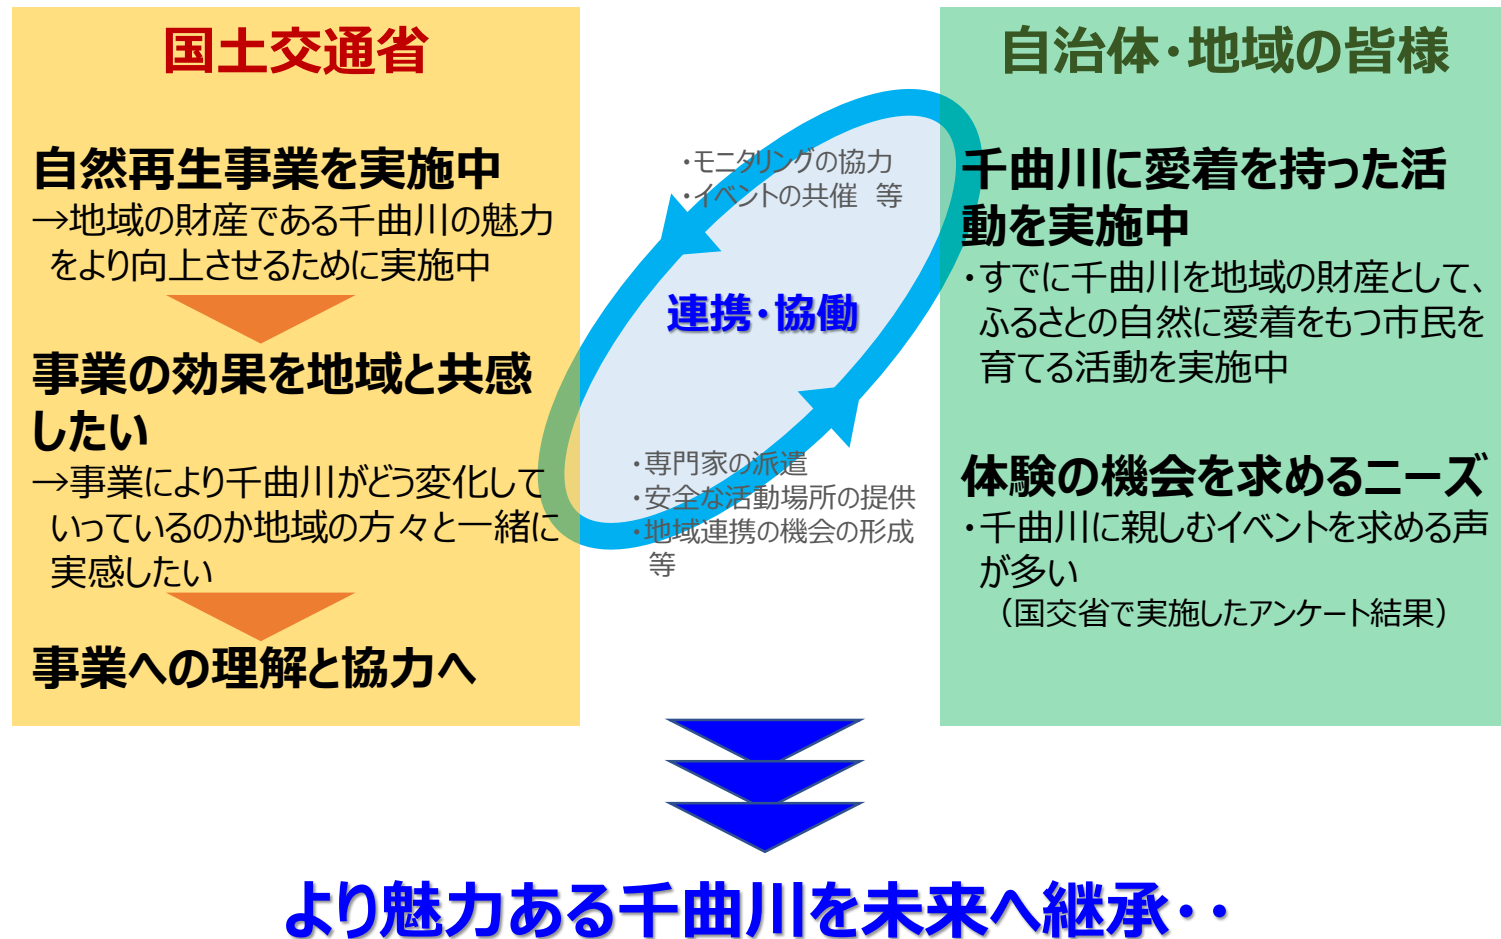 国土交通省
自然再生事業を実施中
→地域の財産である千曲川の魅力
をより向上させるために実施中
事業の効果を地域と共感
したい
→事業により千曲川がどう変化して
いっているのか地域の方々と一緒に
実感したい
事業への理解と協力へ
・モニタリングの協力
・イベントの共催　等
連携・協働
・専門家の派遣
・安全な活動場所の提供
・地域連携の機会の形成
等
自治体・地域の皆様
千曲川に愛着を持った活
動を実施中
・すでに千曲川を地域の財産として、
ふるさとの自然に愛着をもつ市民を
育てる活動を実施中
体験の機会を求めるニーズ
・千曲川に親しむイベントを求める声
が多い
（国交省で実施したアンケート結果）
より魅力ある千曲川を未来へ継承・・